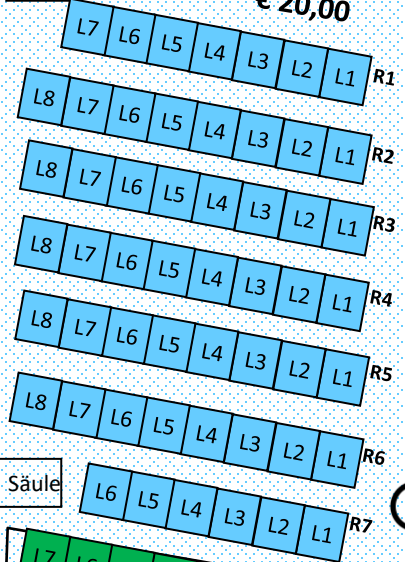 € 20,00
L7 L6 L5 L4 L3 L2 L1 R1
L8 L7 L6 L5 L4 L3 L2 L1 R2
L8 L7 L6 L5 L4 L3 L2 L1 R3
L8 L7 L6 L5 L4 L3 L2 L1 R4
L8 L7 L6 L5 L4 L3 L2 L1 R5
L8 L7 L6 L5 L4 L3 L2 L1 R6
Säule
L6 L5 L4 L3 L2 L1 R7
L7